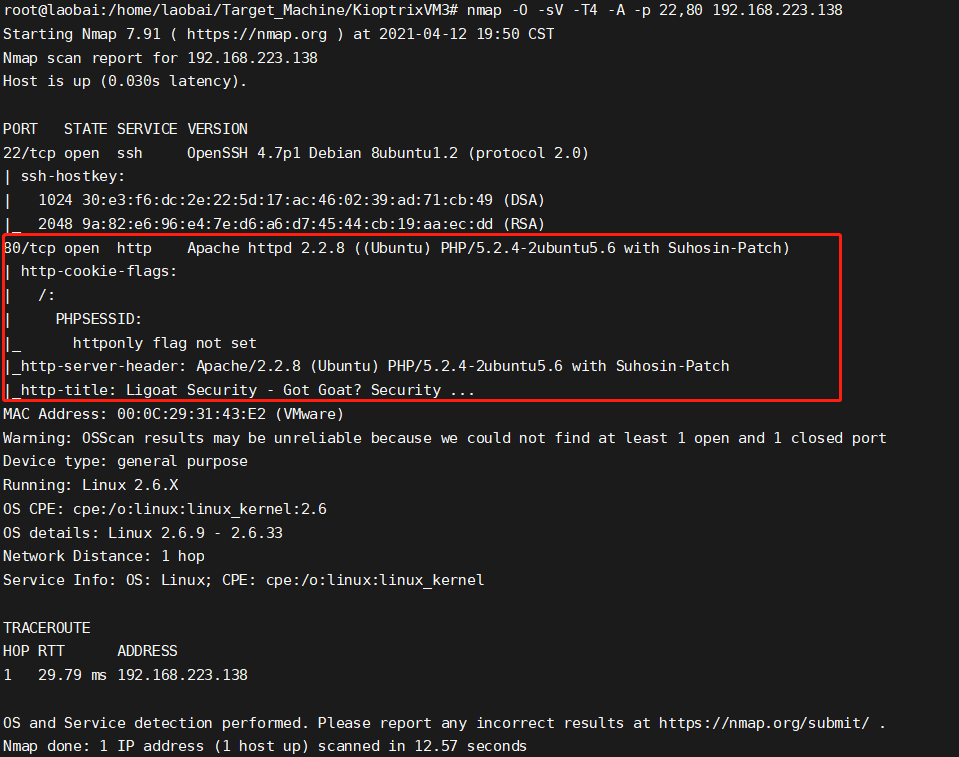 root@laobai:/home/laobai/Target_Machine/KioptrixVM3# nmap -O -sV -T4 -A -p 22,80 192.168.223.138
Starting Nmap 7.91 ( https://nmap.org ) at 2021-04-12 19:50 CST
Nmap scan report for 192.168.223.138
Host is up (0.030s latency).

PORT   STATE SERVICE VERSION
22/tcp open  ssh     OpenSSH 4.7p1 Debian 8ubuntu1.2 (protocol 2.0)
| ssh-hostkey:
|   1024 30:e3:f6:dc:2e:22:5d:17:ac:46:02:39:ad:71:cb:49 (DSA)
|_  2048 9a:82:e6:96:e4:7e:d6:a6:d7:45:44:cb:19:aa:ec:dd (RSA)
80/tcp open  http    Apache httpd 2.2.8 ((Ubuntu) PHP/5.2.4-2ubuntu5.6 with Suhosin-Patch)
| http-cookie-flags:
|   /:
|     PHPSESSID:
|_      httponly flag not set
|_http-server-header: Apache/2.2.8 (Ubuntu) PHP/5.2.4-2ubuntu5.6 with Suhosin-Patch
|_http-title: Ligoat Security - Got Goat? Security ...
MAC Address: 00:0C:29:31:43:E2 (VMware)
Warning: OSScan results may be unreliable because we could not find at least 1 open and 1 closed port
Device type: general purpose
Running: Linux 2.6.X
OS CPE: cpe:/o:linux:linux_kernel:2.6
OS details: Linux 2.6.9 - 2.6.33
Network Distance: 1 hop
Service Info: OS: Linux; CPE: cpe:/o:linux:linux_kernel

TRACEROUTE
HOP RTT      ADDRESS
1   29.79 ms 192.168.223.138

OS and Service detection performed. Please report any incorrect results at https://nmap.org/submit/ .
Nmap done: 1 IP address (1 host up) scanned in 12.57 seconds